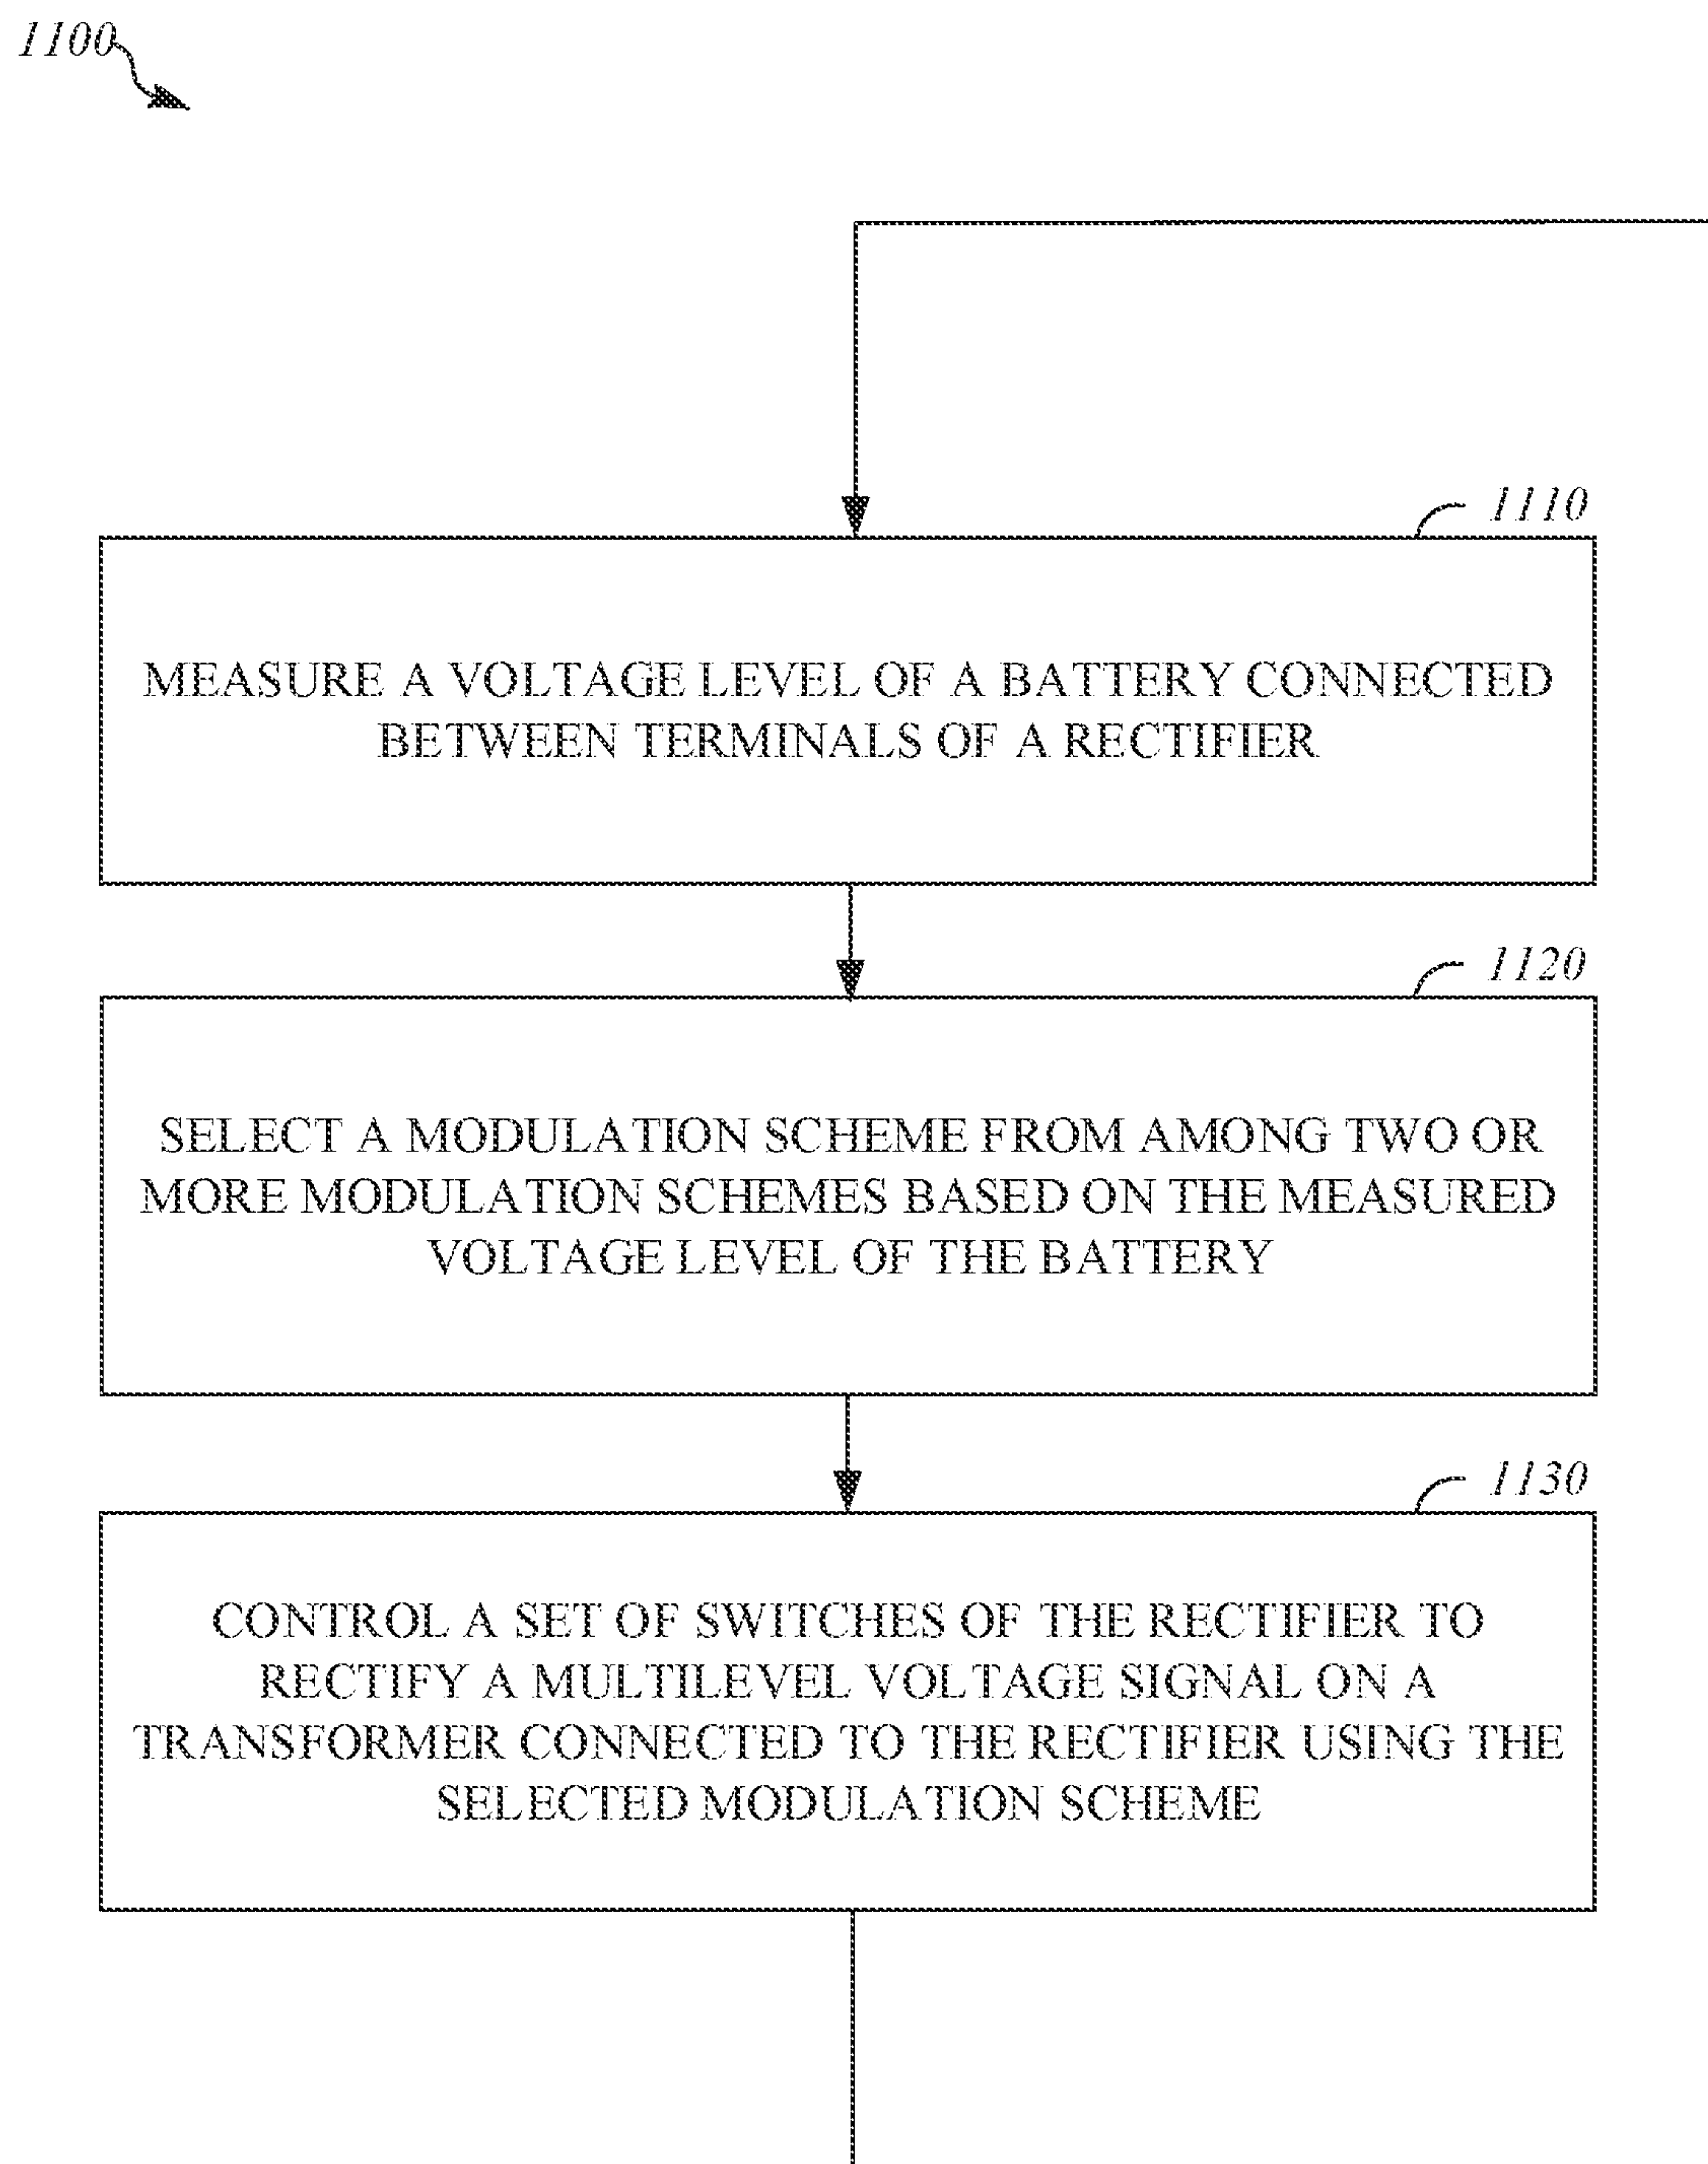 1100
1110
MEASURE A VOLTAGE LEVEL OF A BATTERY CONNECTED
BETWEEN TERMINALS OF A RECTIFIER
1120
SELECT A MODULATION SCHEME FROM AMONG TWO OR
MORE MODULATION SCHEMES BASED ON THE MEASURED
VOLTAGE LEVEL OF THE BATTERY
1130
CONTROL A SET OF SWITCHES OF THE RECTIFIER TO
RECTIFY A MULTILEVEL VOLTAGE SIGNAL ON A
TRANSFORMER CONNECTED TO THE RECTIFIER USING THE
SELECTED MODULATION SCHEME